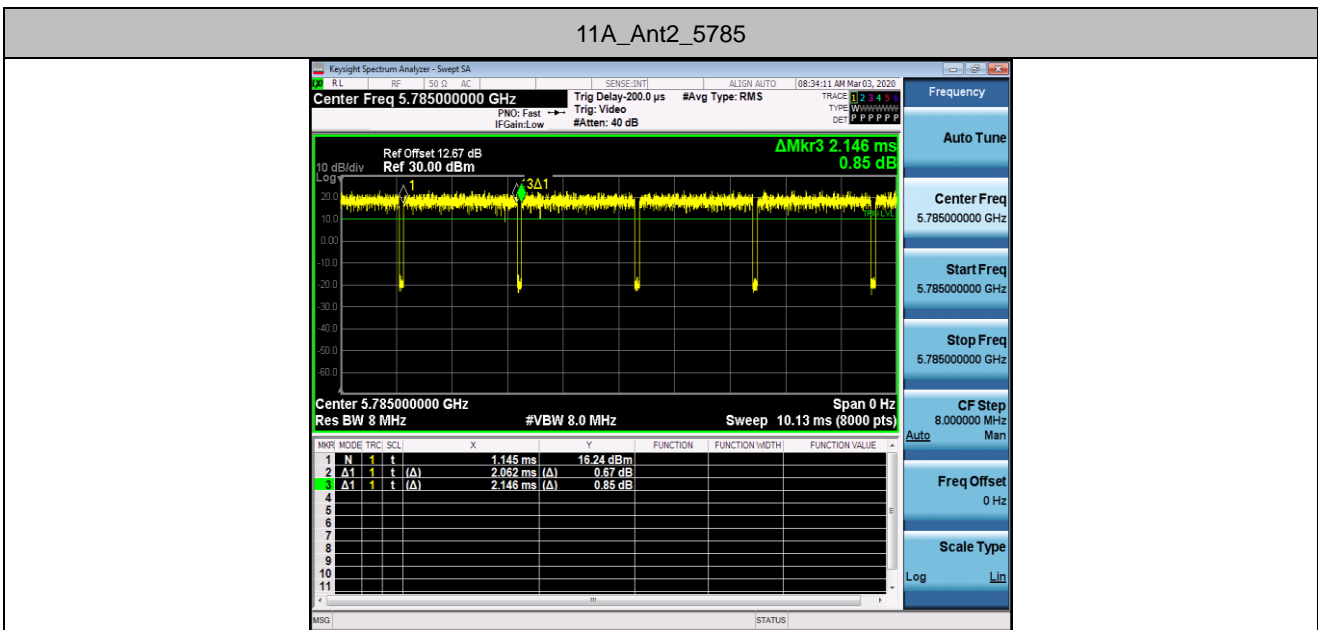 11A_Ant2_5785
Keysight Spectrum Analyzer - Swept SA
RL RF 50 Ω AC SENSE:INT ALIGN AUTO 08:34:11 AM Mar 03, 2020
Center Freq 5.785000000 GHz Trig Delay-200.0 µs #Avg Type: RMS TRACE 1 2 3 4 5 6
PNO: Fast Trig: Video TYPE WWWWWW
IFGain:Low #Atten: 40 dB DET P P P P P P
ΔMkr3 2.146 ms
0.85 dB
Ref Offset 12.67 dB
10 dB/div Ref 30.00 dBm
Log
1 3Δ1
20.0
10.0 TRIG LVL
0.00
-10.0
-20.0
-30.0
-40.0
-50.0
-60.0
Center 5.785000000 GHz Span 0 Hz
Res BW 8 MHz #VBW 8.0 MHz Sweep 10.13 ms (8000 pts)
MKR MODE TRC SCL X Y FUNCTION FUNCTION WIDTH FUNCTION VALUE
1 N 1 t 1.145 ms 16.24 dBm
2 Δ1 1 t (Δ) 2.062 ms (Δ) 0.67 dB
3 Δ1 1 t (Δ) 2.146 ms (Δ) 0.85 dB
4
5
6
7
8
9
10
11
MSG STATUS
Frequency
Auto Tune
Center Freq
5.785000000 GHz
Start Freq
5.785000000 GHz
Stop Freq
5.785000000 GHz
CF Step
8.000000 MHz
Auto Man
Freq Offset
0 Hz
Scale Type
Log Lin